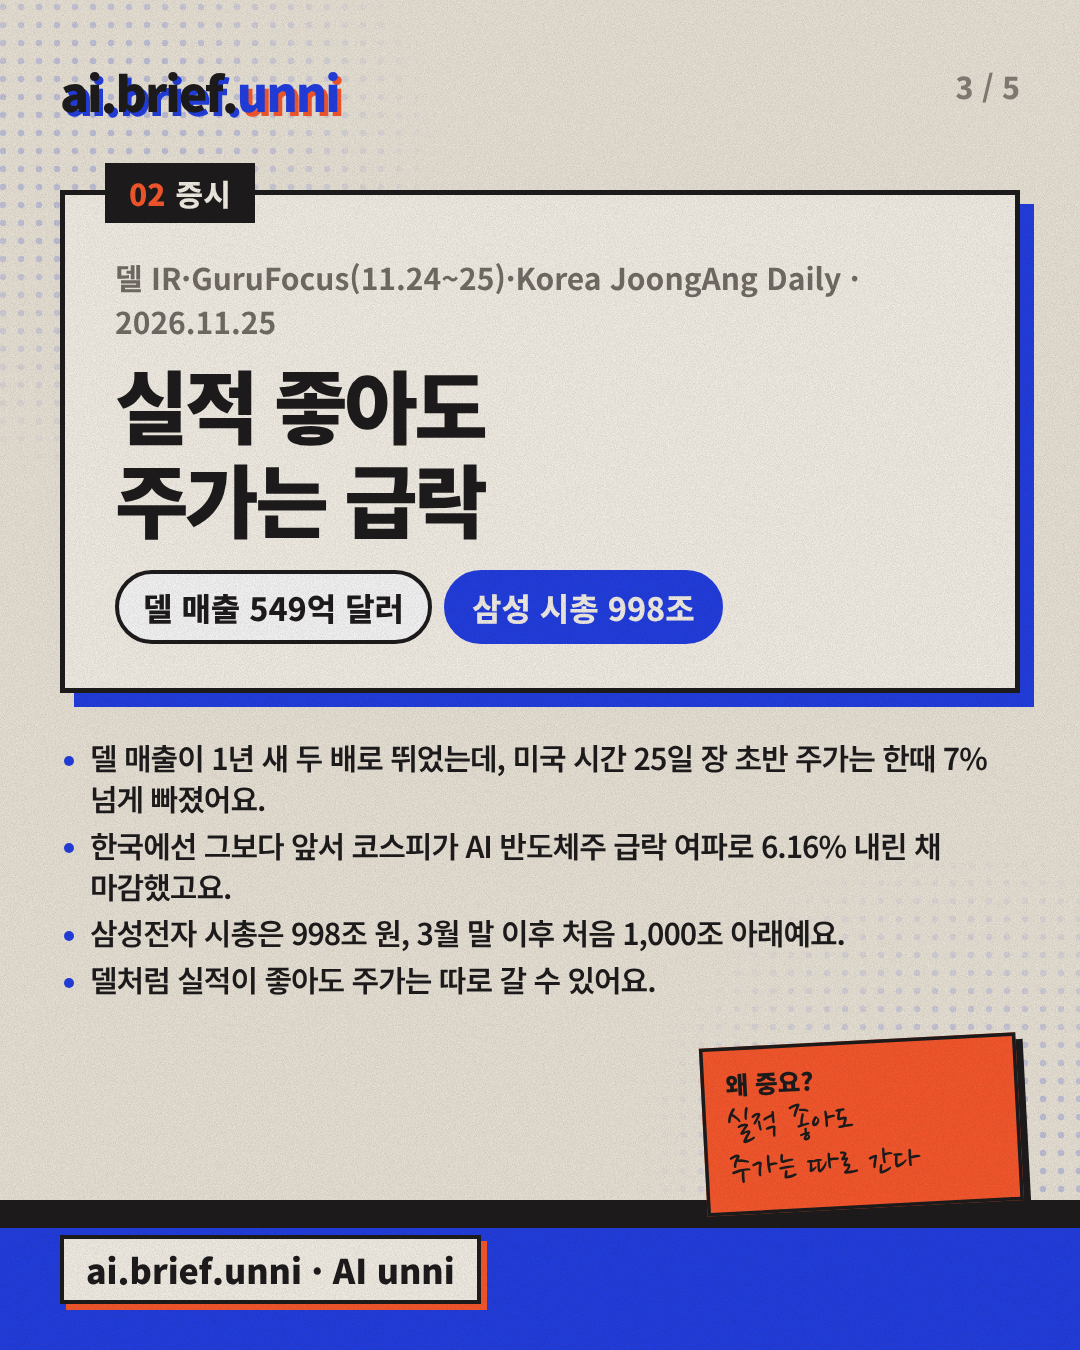 ai.brief.unni
3 / 5
02 증시
델 IR·GuruFocus(11.24~25)·Korea JoongAng Daily ·
2026.11.25
실적 좋아도
주가는 급락
델 매출 549억 달러
삼성 시총 998조
• 델 매출이 1년 새 두 배로 뛰었는데, 미국 시간 25일 장 초반 주가는 한때 7%
넘게 빠졌어요.
• 한국에선 그보다 앞서 코스피가 AI 반도체주 급락 여파로 6.16% 내린 채
마감했고요.
• 삼성전자 시총은 998조 원, 3월 말 이후 처음 1,000조 아래예요.
• 델처럼 실적이 좋아도 주가는 따로 갈 수 있어요.
왜 중요?
실적 좋아도
주가는 따로 간다
ai.brief.unni · AI unni